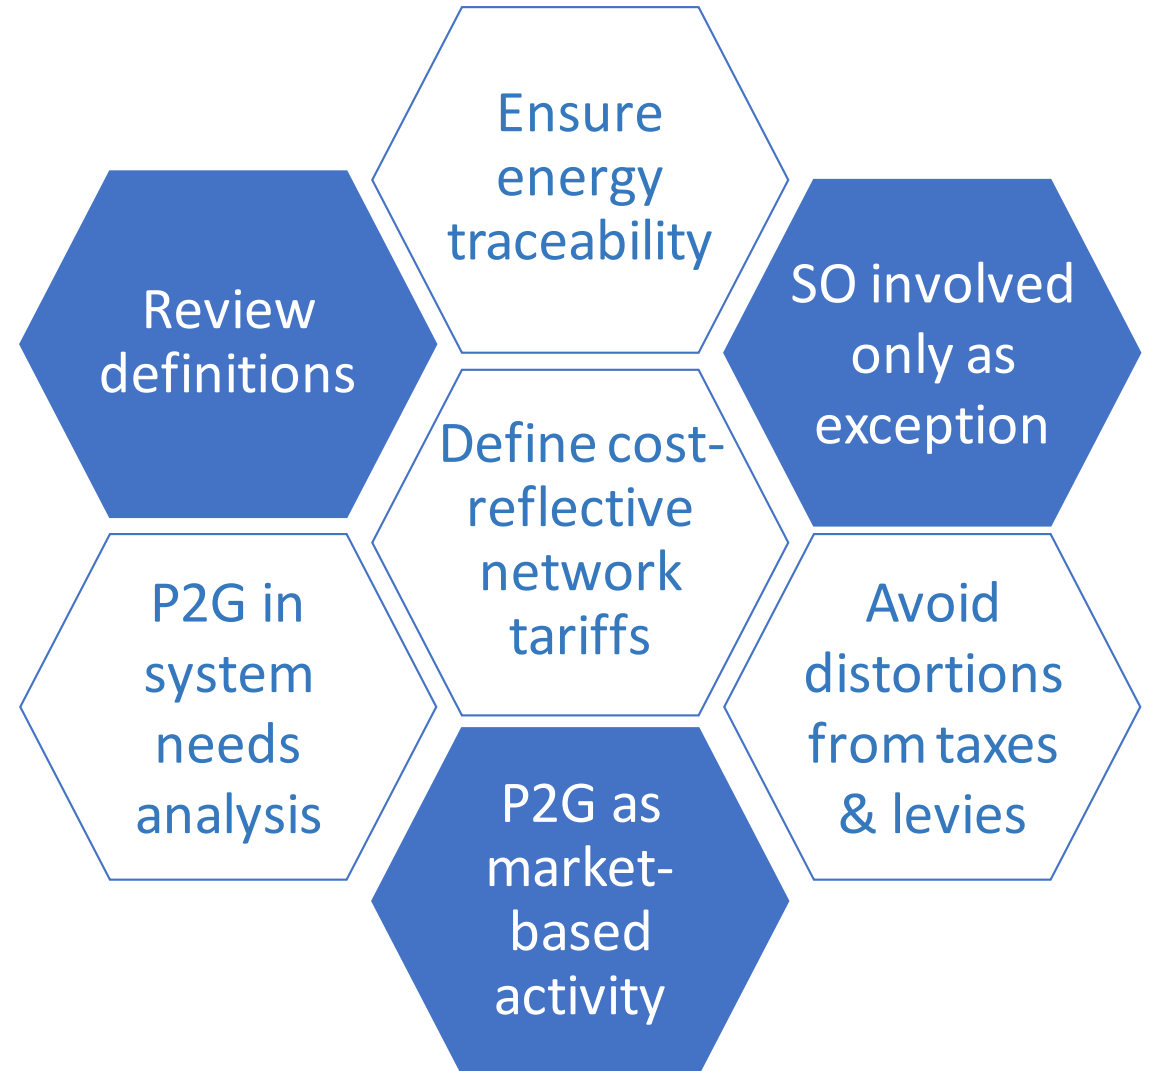 Ensure
energy
traceability
Review
definitions
SO involved
only as
exception
Define cost-
reflective
network
tariffs
P2G in
system
needs
analysis
Avoid
distortions
from taxes
& levies
P2G as
market-
based
activity